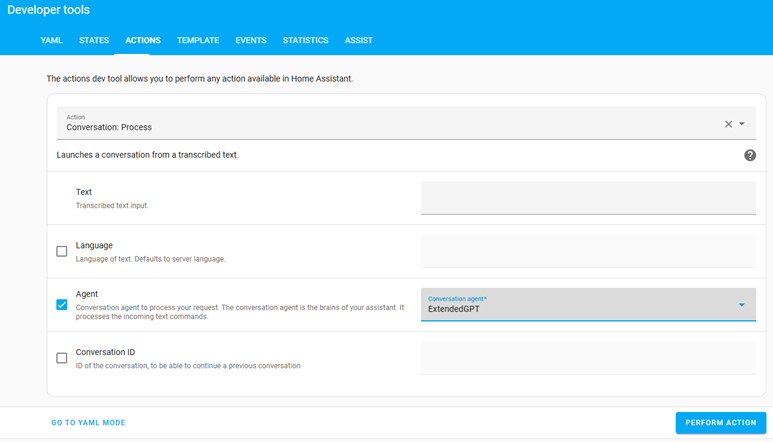 Developer tools
YAML STATES ACTIONS TEMPLATE EVENTS STATISTICS ASSIST
The actions dev tool allows you to perform any action available in Home Assistant.
Action
Conversation: Process
Launches a conversation from a transcribed text.
Text
Transcribed text input.
Language
Language of text. Defaults to server language.
Agent
Conversation agent to process your request. The conversation agent is the brains of your assistant. It
processes the incoming text commands.
Conversation agent*
ExtendedGPT
Conversation ID
ID of the conversation, to be able to continue a previous conversation
GO TO YAML MODE
PERFORM ACTION